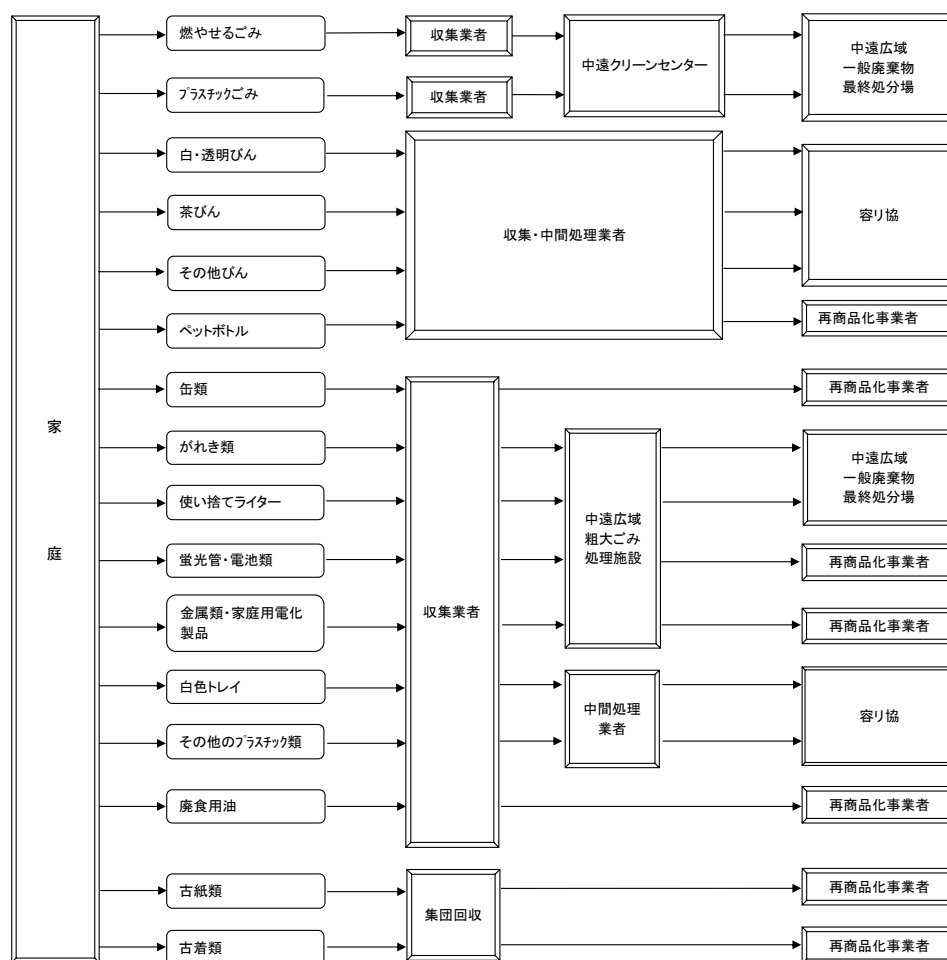 家
庭
燃やせるごみ
プラスチックごみ
白・透明びん
茶びん
その他びん
ペットボトル
缶類
がれき類
使い捨てライター
蛍光管・電池類
金属類・家庭用電化
製品
白色トレイ
その他のプラスチック類
廃食用油
古紙類
古着類
収集業者
収集業者
収集・中間処理業者
収集業者
集団回収
中遠クリーンセンター
中遠広域
粗大ごみ
処理施設
中間処理
業者
中遠広域
一般廃棄物
最終処分場
容リ協
再商品化事業者
再商品化事業者
中遠広域
一般廃棄物
最終処分場
再商品化事業者
再商品化事業者
容リ協
再商品化事業者
再商品化事業者
再商品化事業者